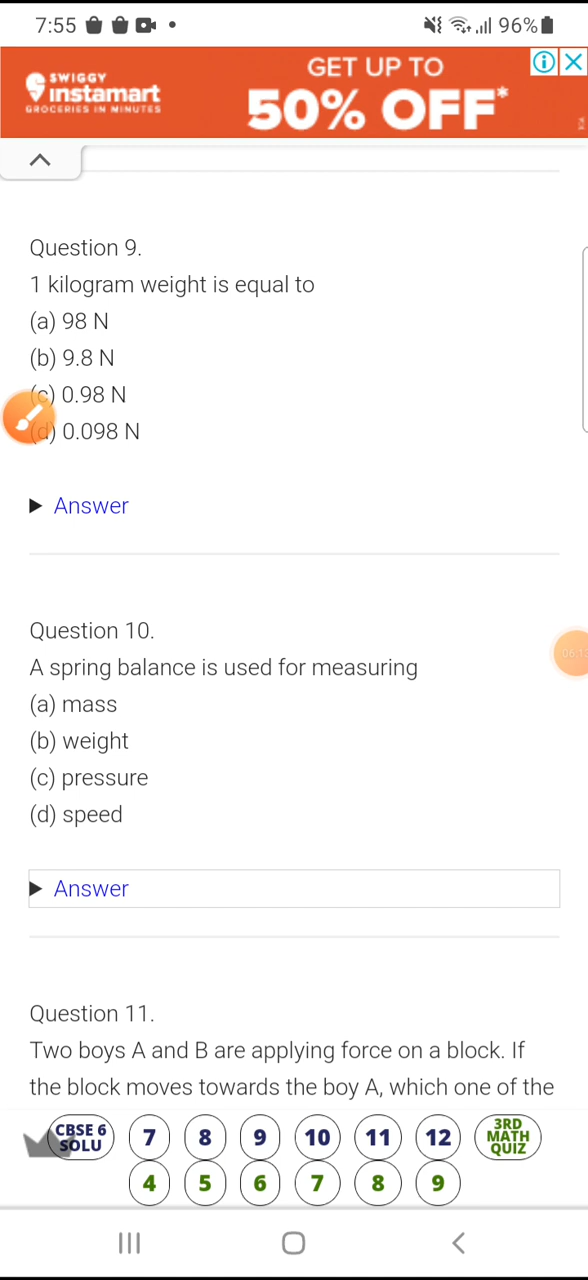 7:55
96%
SWIGGY
instamart
GROCERIES IN MINUTES
GET UP TO
50% OFF*
Question 9.
1 kilogram weight is equal to
(a) 98 N
(b) 9.8 N
(c) 0.98 N
(d) 0.098 N
Answer
Question 10.
A spring balance is used for measuring
(a) mass
(b) weight
(c) pressure
(d) speed
Answer
Question 11.
Two boys A and B are applying force on a block. If
the block moves towards the boy A, which one of the
CBSE 6
SOLU
7 8 9 10 11 12
3RD
MATH
QUIZ
4 5 6 7 8 9